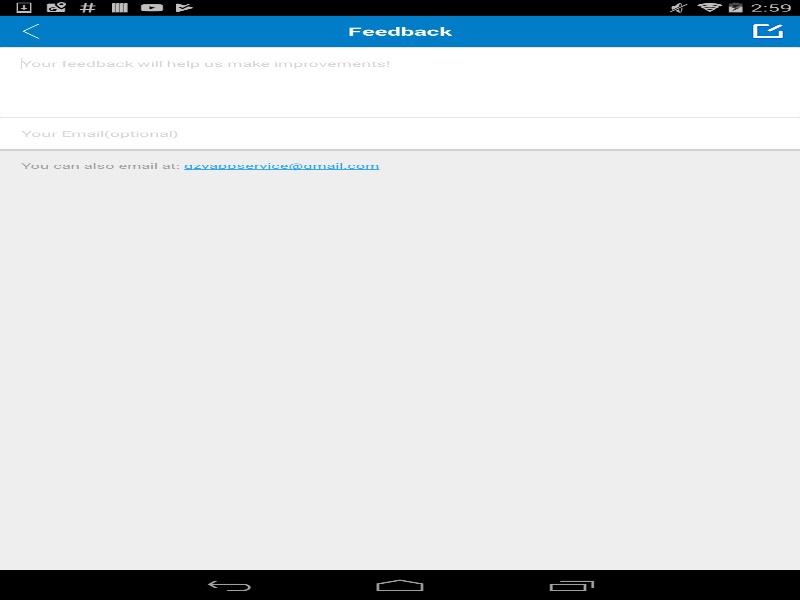 2:59
Feedback
Your feedback will help us make improvements!
Your Email(optional)
You can also email at: gzyappservice@gmail.com